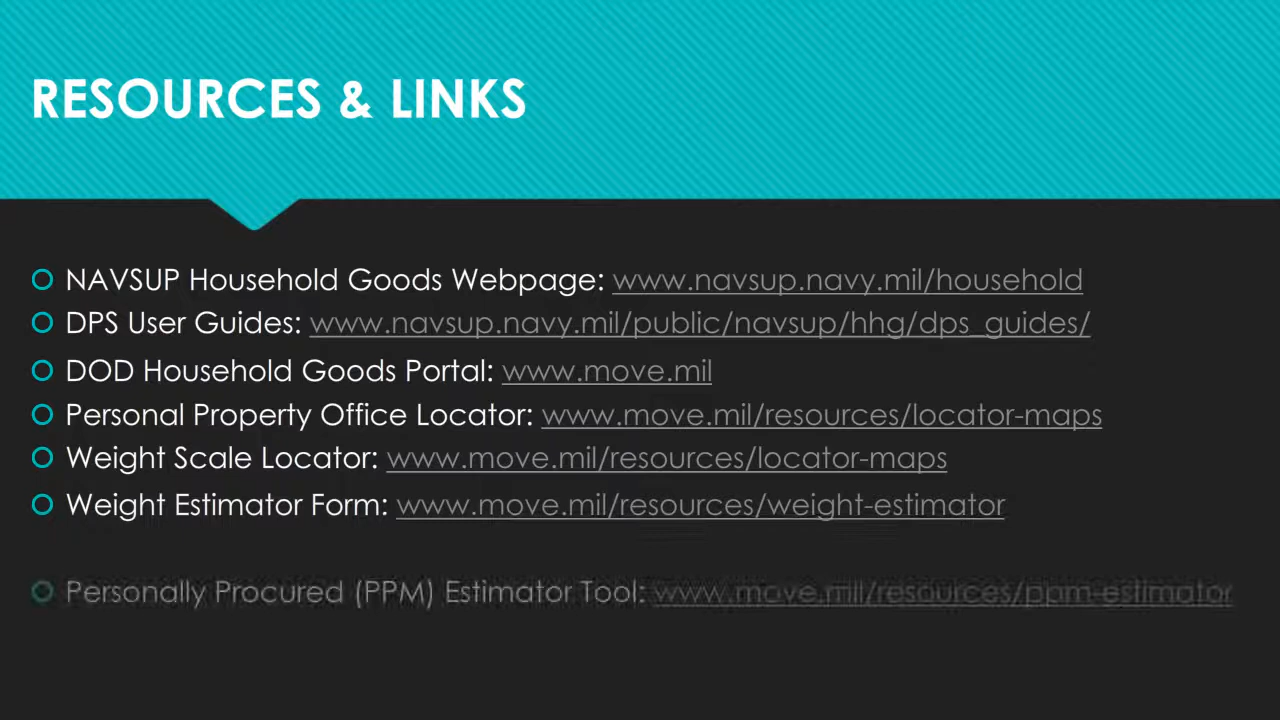 RESOURCES & LINKS
NAVSUP Household Goods Webpage: www.navsup.navy.mil/household
DPS User Guides: www.navsup.navy.mil/public/navsup/hhg/dps_guides/
DOD Household Goods Portal: www.move.mil
Personal Property Office Locator: www.move.mil/resources/locator-maps
Weight Scale Locator: www.move.mil/resources/locator-maps
Weight Estimator Form: www.move.mil/resources/weight-estimator
Personally Procured (PPM) Estimator Tool: www.move.mil/resources/ppm-estimator